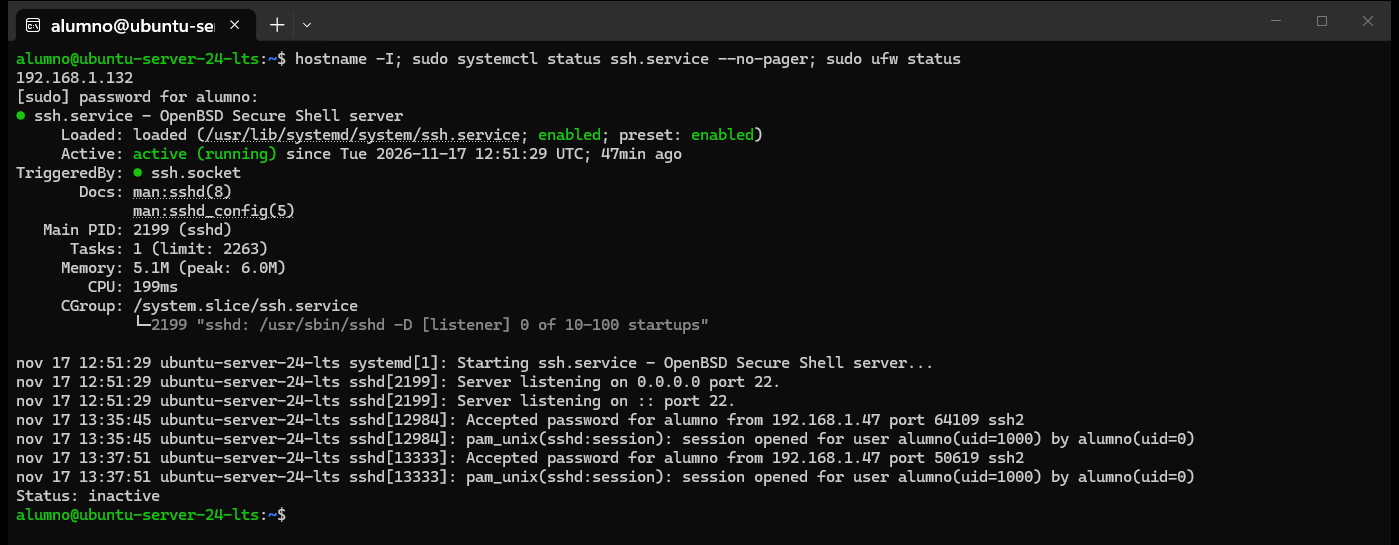 alumno@ubuntu-se
alumno@ubuntu-server-24-lts:~$ hostname -I; sudo systemctl status ssh.service --no-pager; sudo ufw status
192.168.1.132
[sudo] password for alumno:
● ssh.service - OpenBSD Secure Shell server
     Loaded: loaded (/usr/lib/systemd/system/ssh.service; enabled; preset: enabled)
     Active: active (running) since Tue 2026-11-17 12:51:29 UTC; 47min ago
TriggeredBy: ● ssh.socket
       Docs: man:sshd(8)
             man:sshd_config(5)
   Main PID: 2199 (sshd)
      Tasks: 1 (limit: 2263)
     Memory: 5.1M (peak: 6.0M)
        CPU: 199ms
     CGroup: /system.slice/ssh.service
             └─2199 "sshd: /usr/sbin/sshd -D [listener] 0 of 10-100 startups"
nov 17 12:51:29 ubuntu-server-24-lts systemd[1]: Starting ssh.service - OpenBSD Secure Shell server...
nov 17 12:51:29 ubuntu-server-24-lts sshd[2199]: Server listening on 0.0.0.0 port 22.
nov 17 12:51:29 ubuntu-server-24-lts sshd[2199]: Server listening on :: port 22.
nov 17 13:35:45 ubuntu-server-24-lts sshd[12984]: Accepted password for alumno from 192.168.1.47 port 64109 ssh2
nov 17 13:35:45 ubuntu-server-24-lts sshd[12984]: pam_unix(sshd:session): session opened for user alumno(uid=1000) by alumno(uid=0)
nov 17 13:37:51 ubuntu-server-24-lts sshd[13333]: Accepted password for alumno from 192.168.1.47 port 50619 ssh2
nov 17 13:37:51 ubuntu-server-24-lts sshd[13333]: pam_unix(sshd:session): session opened for user alumno(uid=1000) by alumno(uid=0)
Status: inactive
alumno@ubuntu-server-24-lts:~$